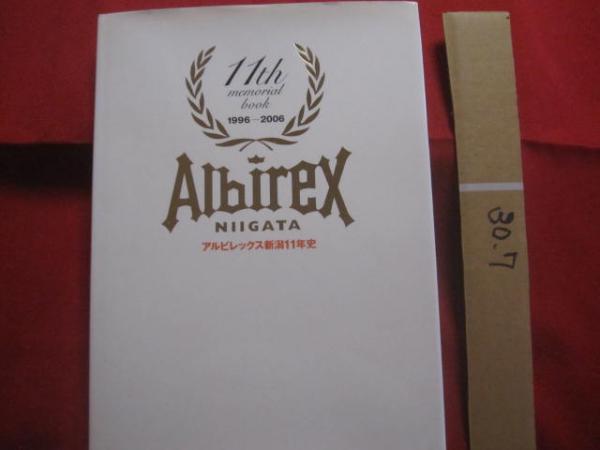 11th
memorial
book
1996-2006
Albirex
NIIGATA
アルビレックス新潟11年史
30.7